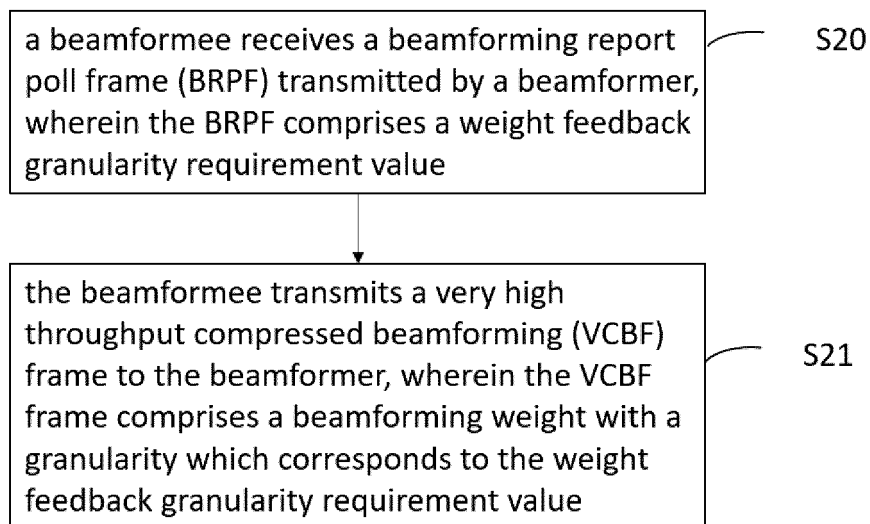 a beamformee receives a beamforming report
poll frame (BRPF) transmitted by a beamformer,
wherein the BRPF comprises a weight feedback
granularity requirement value
S20
the beamformee transmits a very high
throughput compressed beamforming (VCBF)
frame to the beamformer, wherein the VCBF
frame comprises a beamforming weight with a
granularity which corresponds to the weight
feedback granularity requirement value
S21